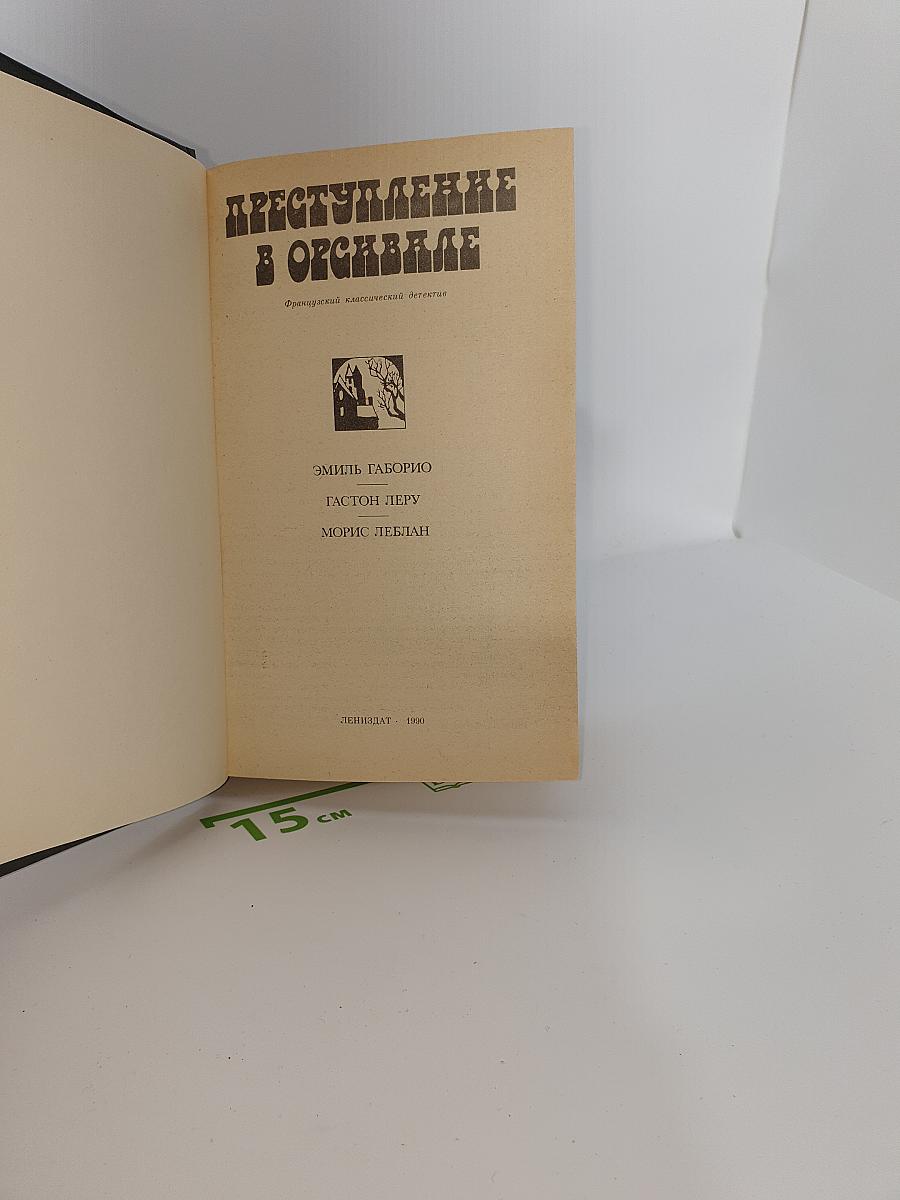 ПРЕСТУПЛЕНИЕ
В ОРСИВАЛЕ
Французский классический детектив
ЭМИЛЬ ГАБОРИО
ГАСТОН ЛЕРУ
МОРИС ЛЕБЛАН
ЛЕНИЗДАТ · 1990
15 см